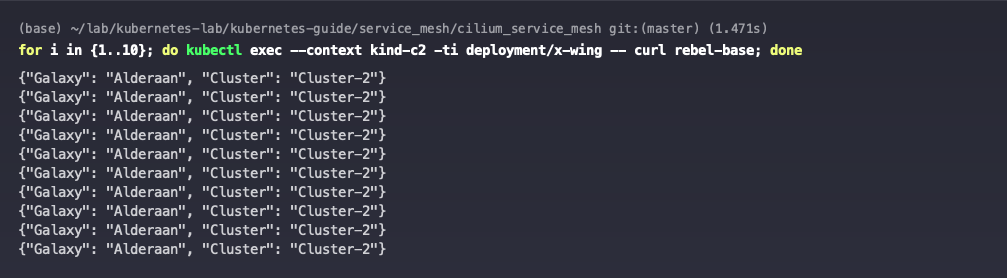 (base) ~/lab/kubernetes-lab/kubernetes-guide/service_mesh/cilium_service_mesh git:(master) (1.471s)
for i in {1..10}; do kubectl exec --context kind-c2 -ti deployment/x-wing -- curl rebel-base; done
{"Galaxy": "Alderaan", "Cluster": "Cluster-2"}
{"Galaxy": "Alderaan", "Cluster": "Cluster-2"}
{"Galaxy": "Alderaan", "Cluster": "Cluster-2"}
{"Galaxy": "Alderaan", "Cluster": "Cluster-2"}
{"Galaxy": "Alderaan", "Cluster": "Cluster-2"}
{"Galaxy": "Alderaan", "Cluster": "Cluster-2"}
{"Galaxy": "Alderaan", "Cluster": "Cluster-2"}
{"Galaxy": "Alderaan", "Cluster": "Cluster-2"}
{"Galaxy": "Alderaan", "Cluster": "Cluster-2"}
{"Galaxy": "Alderaan", "Cluster": "Cluster-2"}